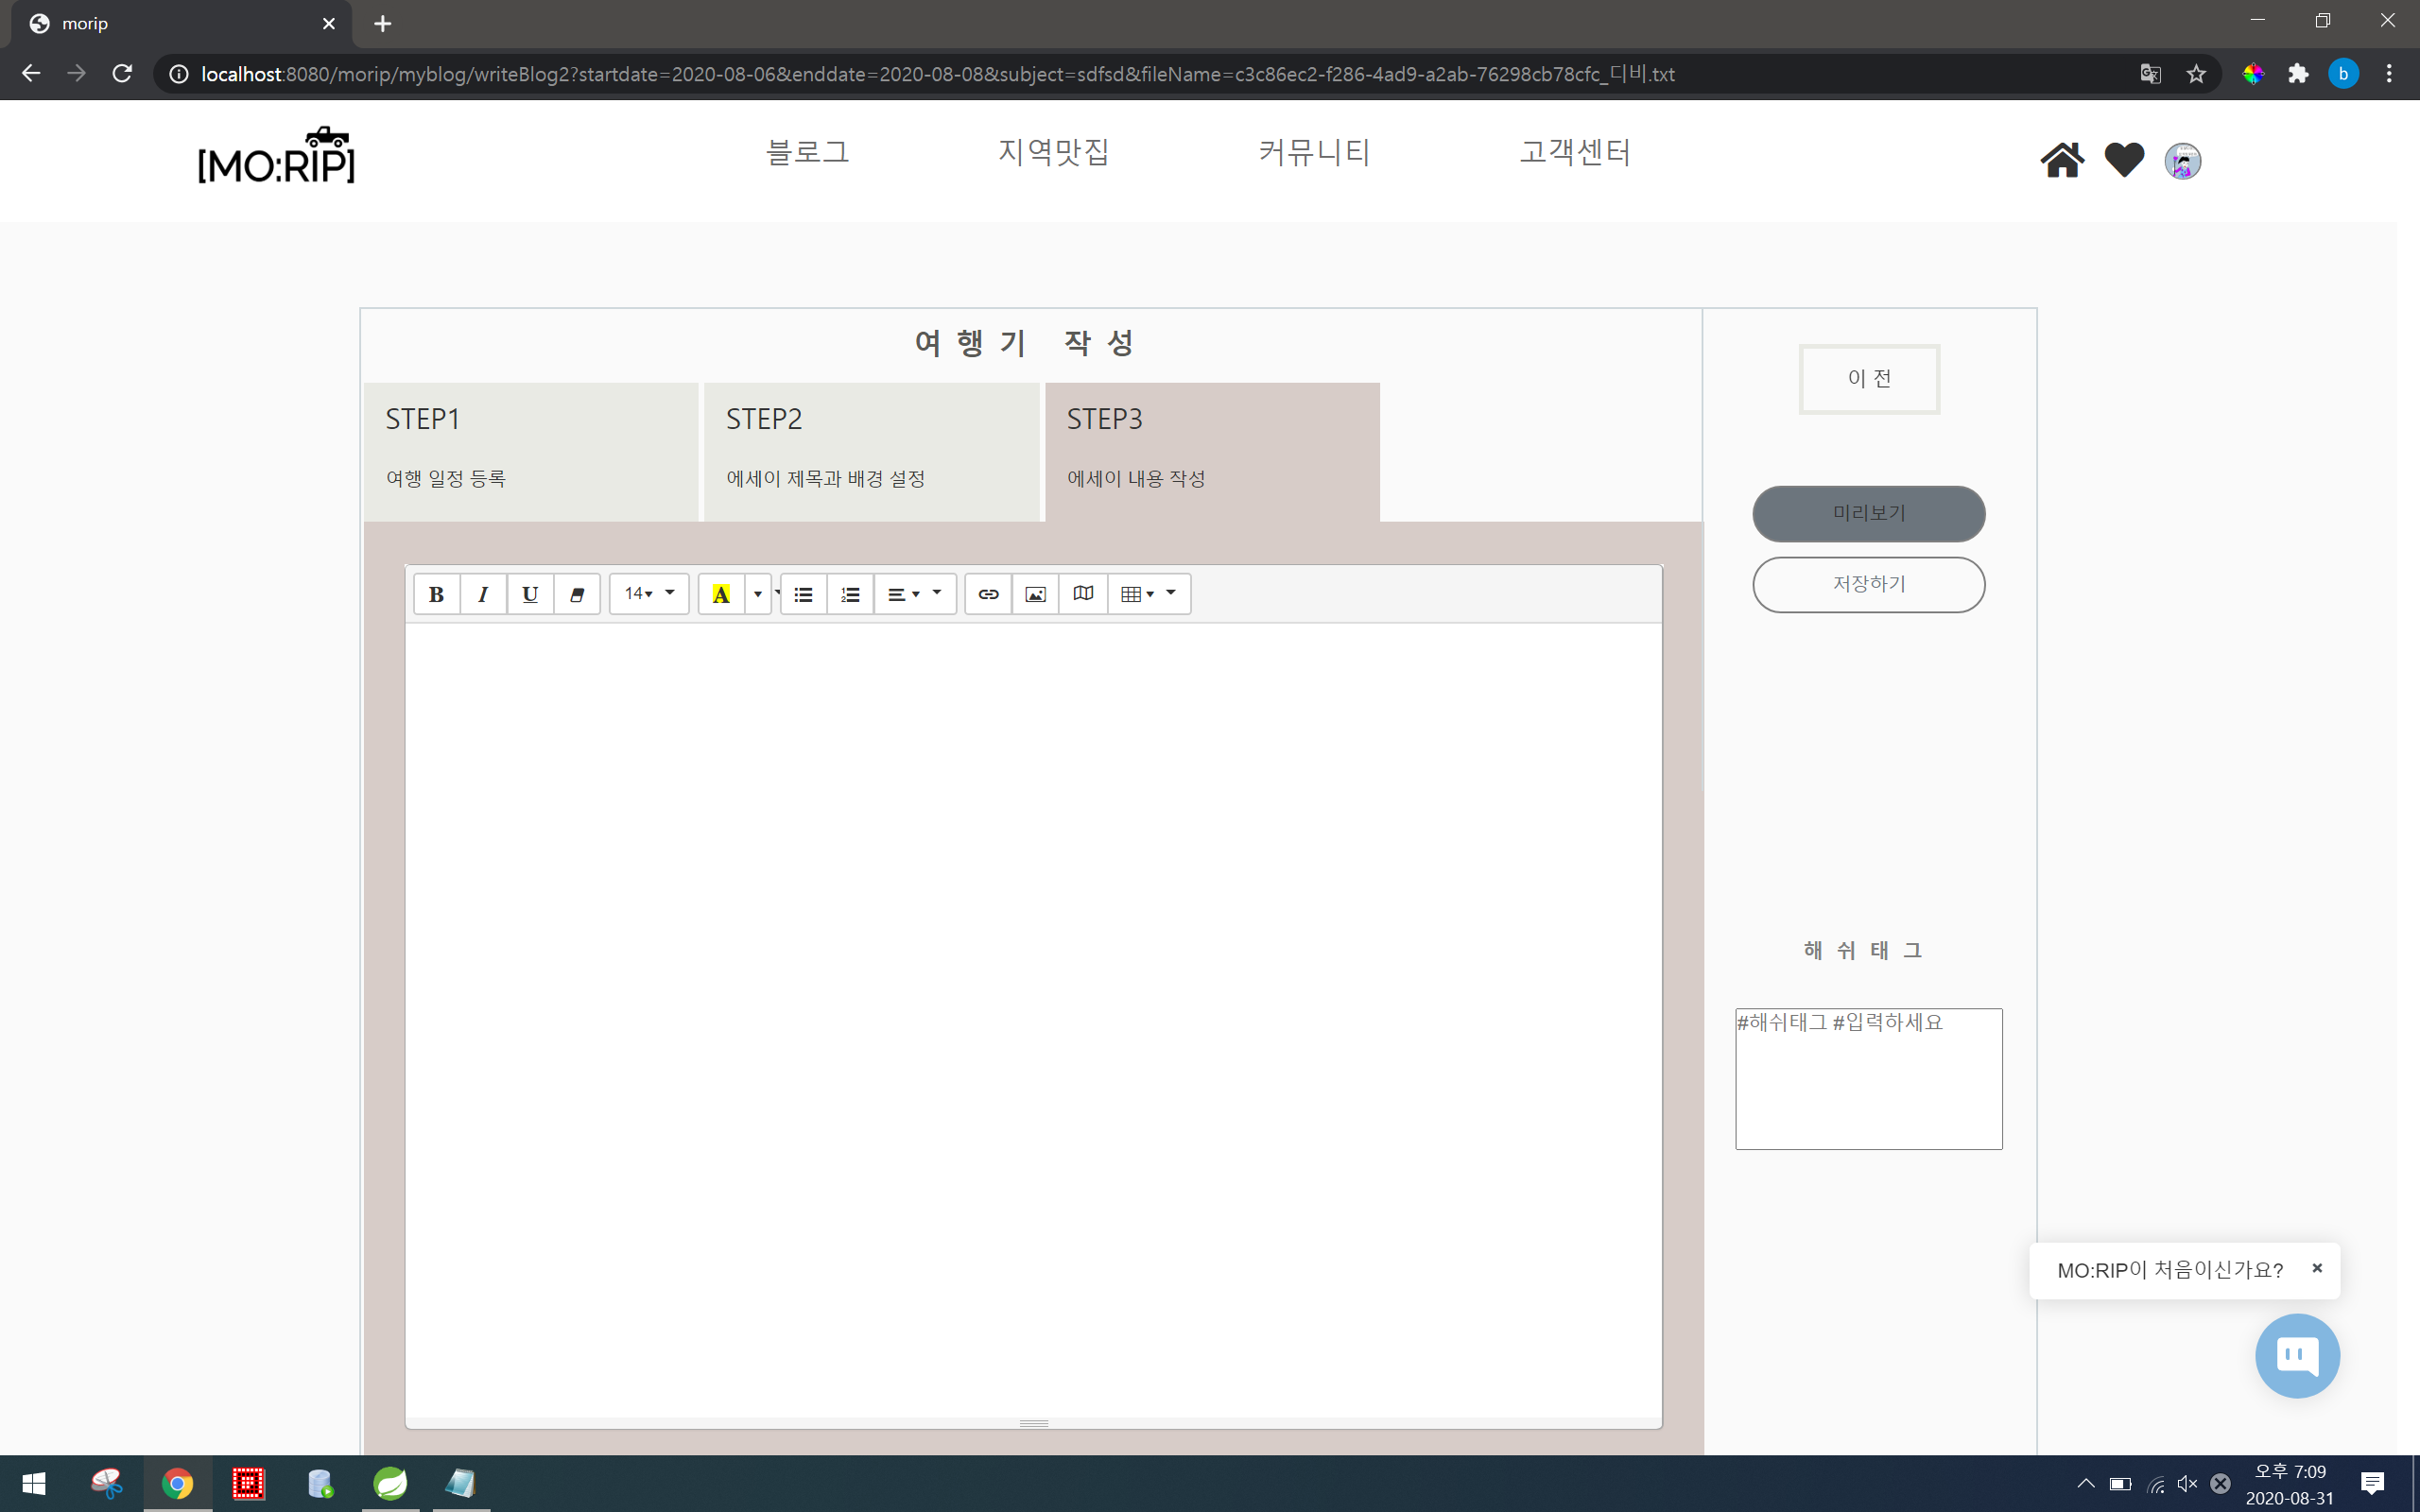 morip
localhost:8080/morip/myblog/writeBlog2?startdate=2020-08-06&enddate=2020-08-08&subject=sdfsd&fileName=c3c86ec2-f286-4ad9-a2ab-76298cb78cfc_디비.txt
b
[MO:RIP]
블로그 지역맛집 커뮤니티 고객센터
여행기 작성
이 전
STEP1 STEP2 STEP3
여행 일정 등록 에세이 제목과 배경 설정 에세이 내용 작성
미리보기
저장하기
B I U 14 A
해 쉬 태 그
#해쉬태그 #입력하세요
MO:RIP이 처음이신가요? ×
오후 7:09
2020-08-31